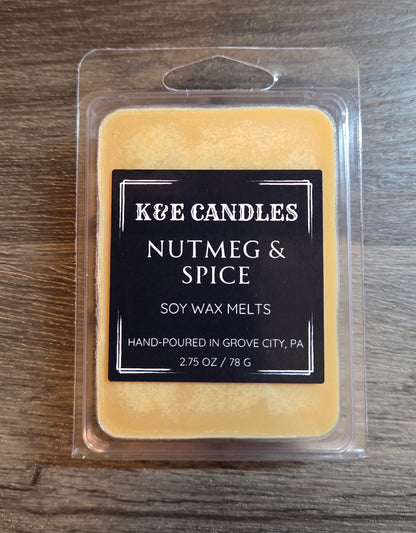 K&E CANDLES
NUTMEG &
SPICE
SOY WAX MELTS
HAND-POURED IN GROVE CITY, PA
2.75 OZ / 78 G